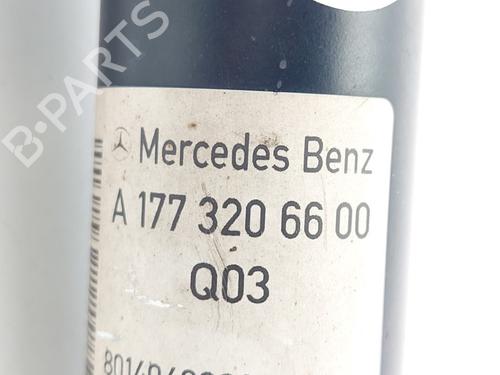 B-PARTS
Mercedes Benz
A 177 320 66 00
Q03